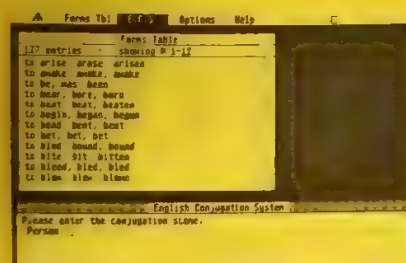 Forms Tbl Options Help
Forms Table
177 entries - showing # 1-12
to arise arose arisen
to awake awoke, awoke
to be, was been
to bear, bore, born
to beat beat, beaten
to begin, began, begun
to bend bent, bent
to bet, bet, bet
to bind bound, bound
to bite bit bitten
to bleed, bled, bled
to blow blew blown
English Conjugation System
Please enter the conjugation scene.
Person